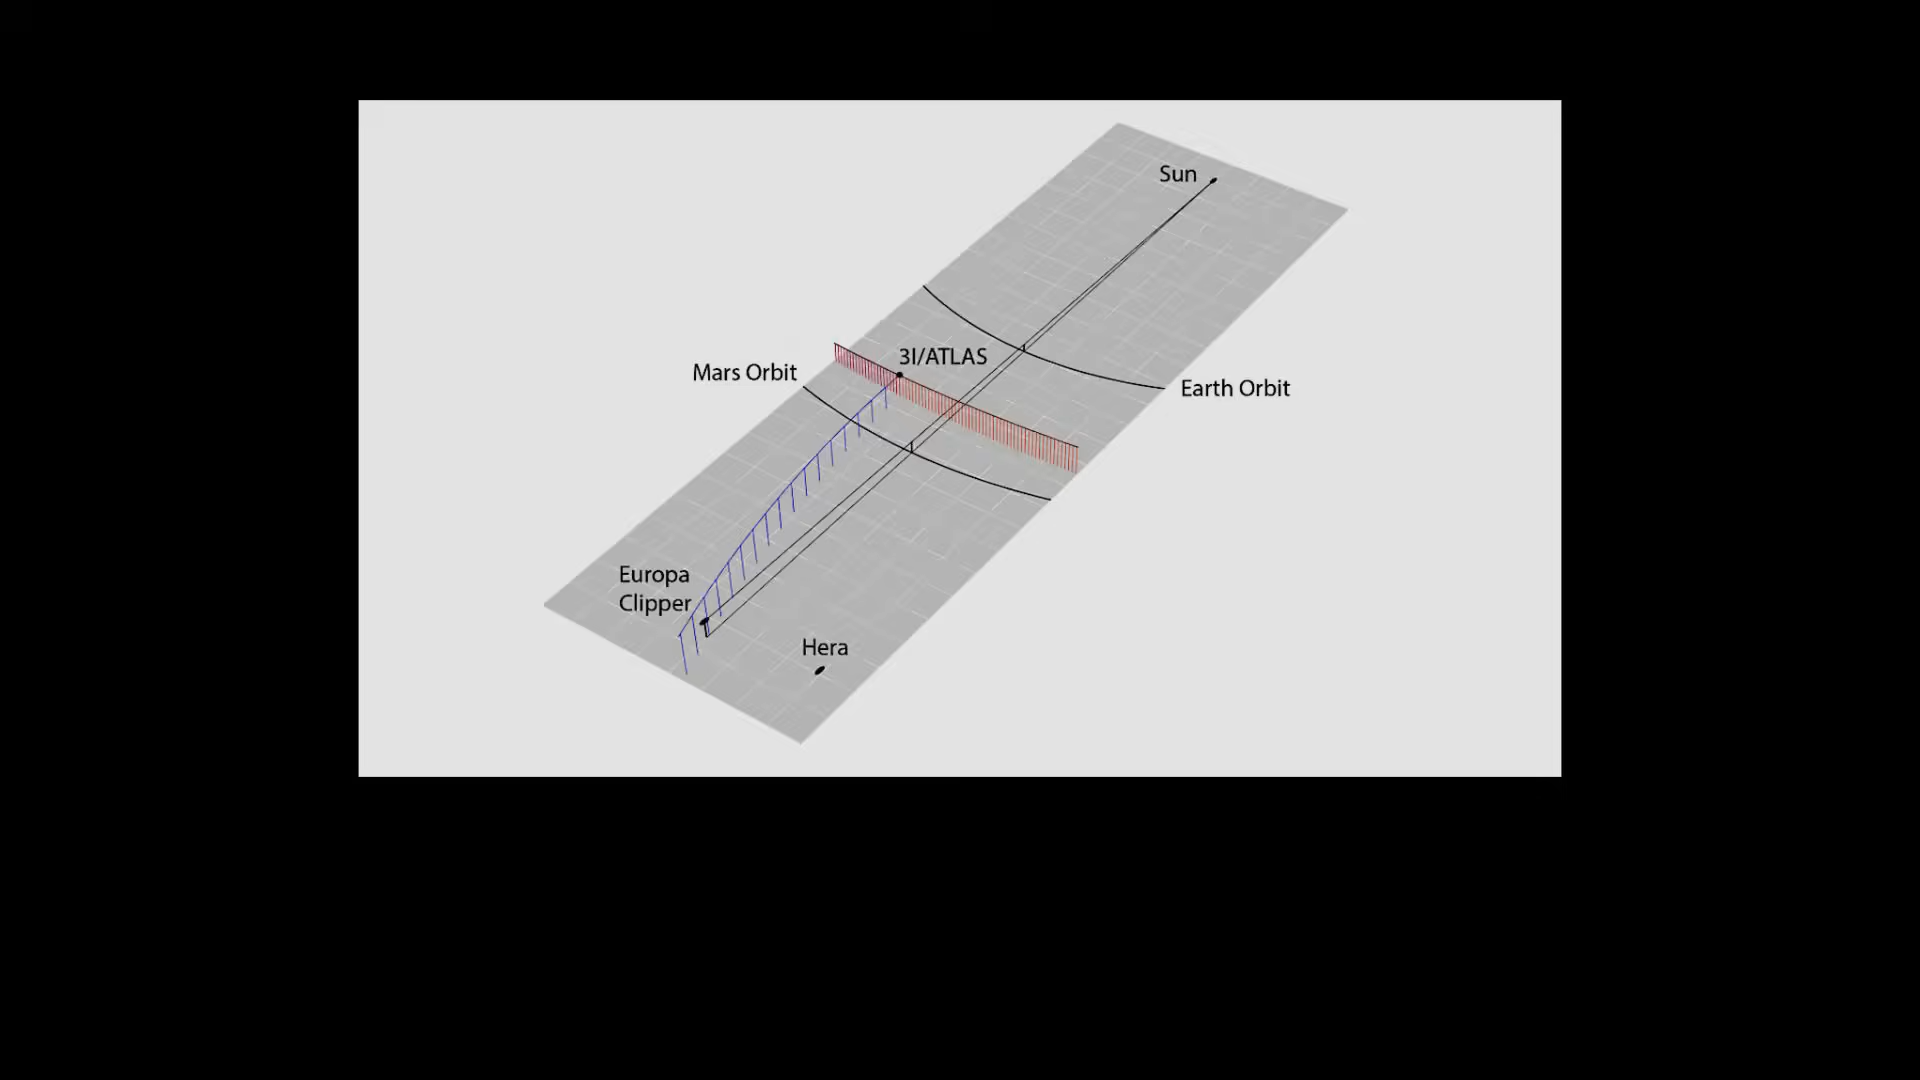 Sun
3I/ATLAS
Mars Orbit
Earth Orbit
Europa
Clipper
Hera